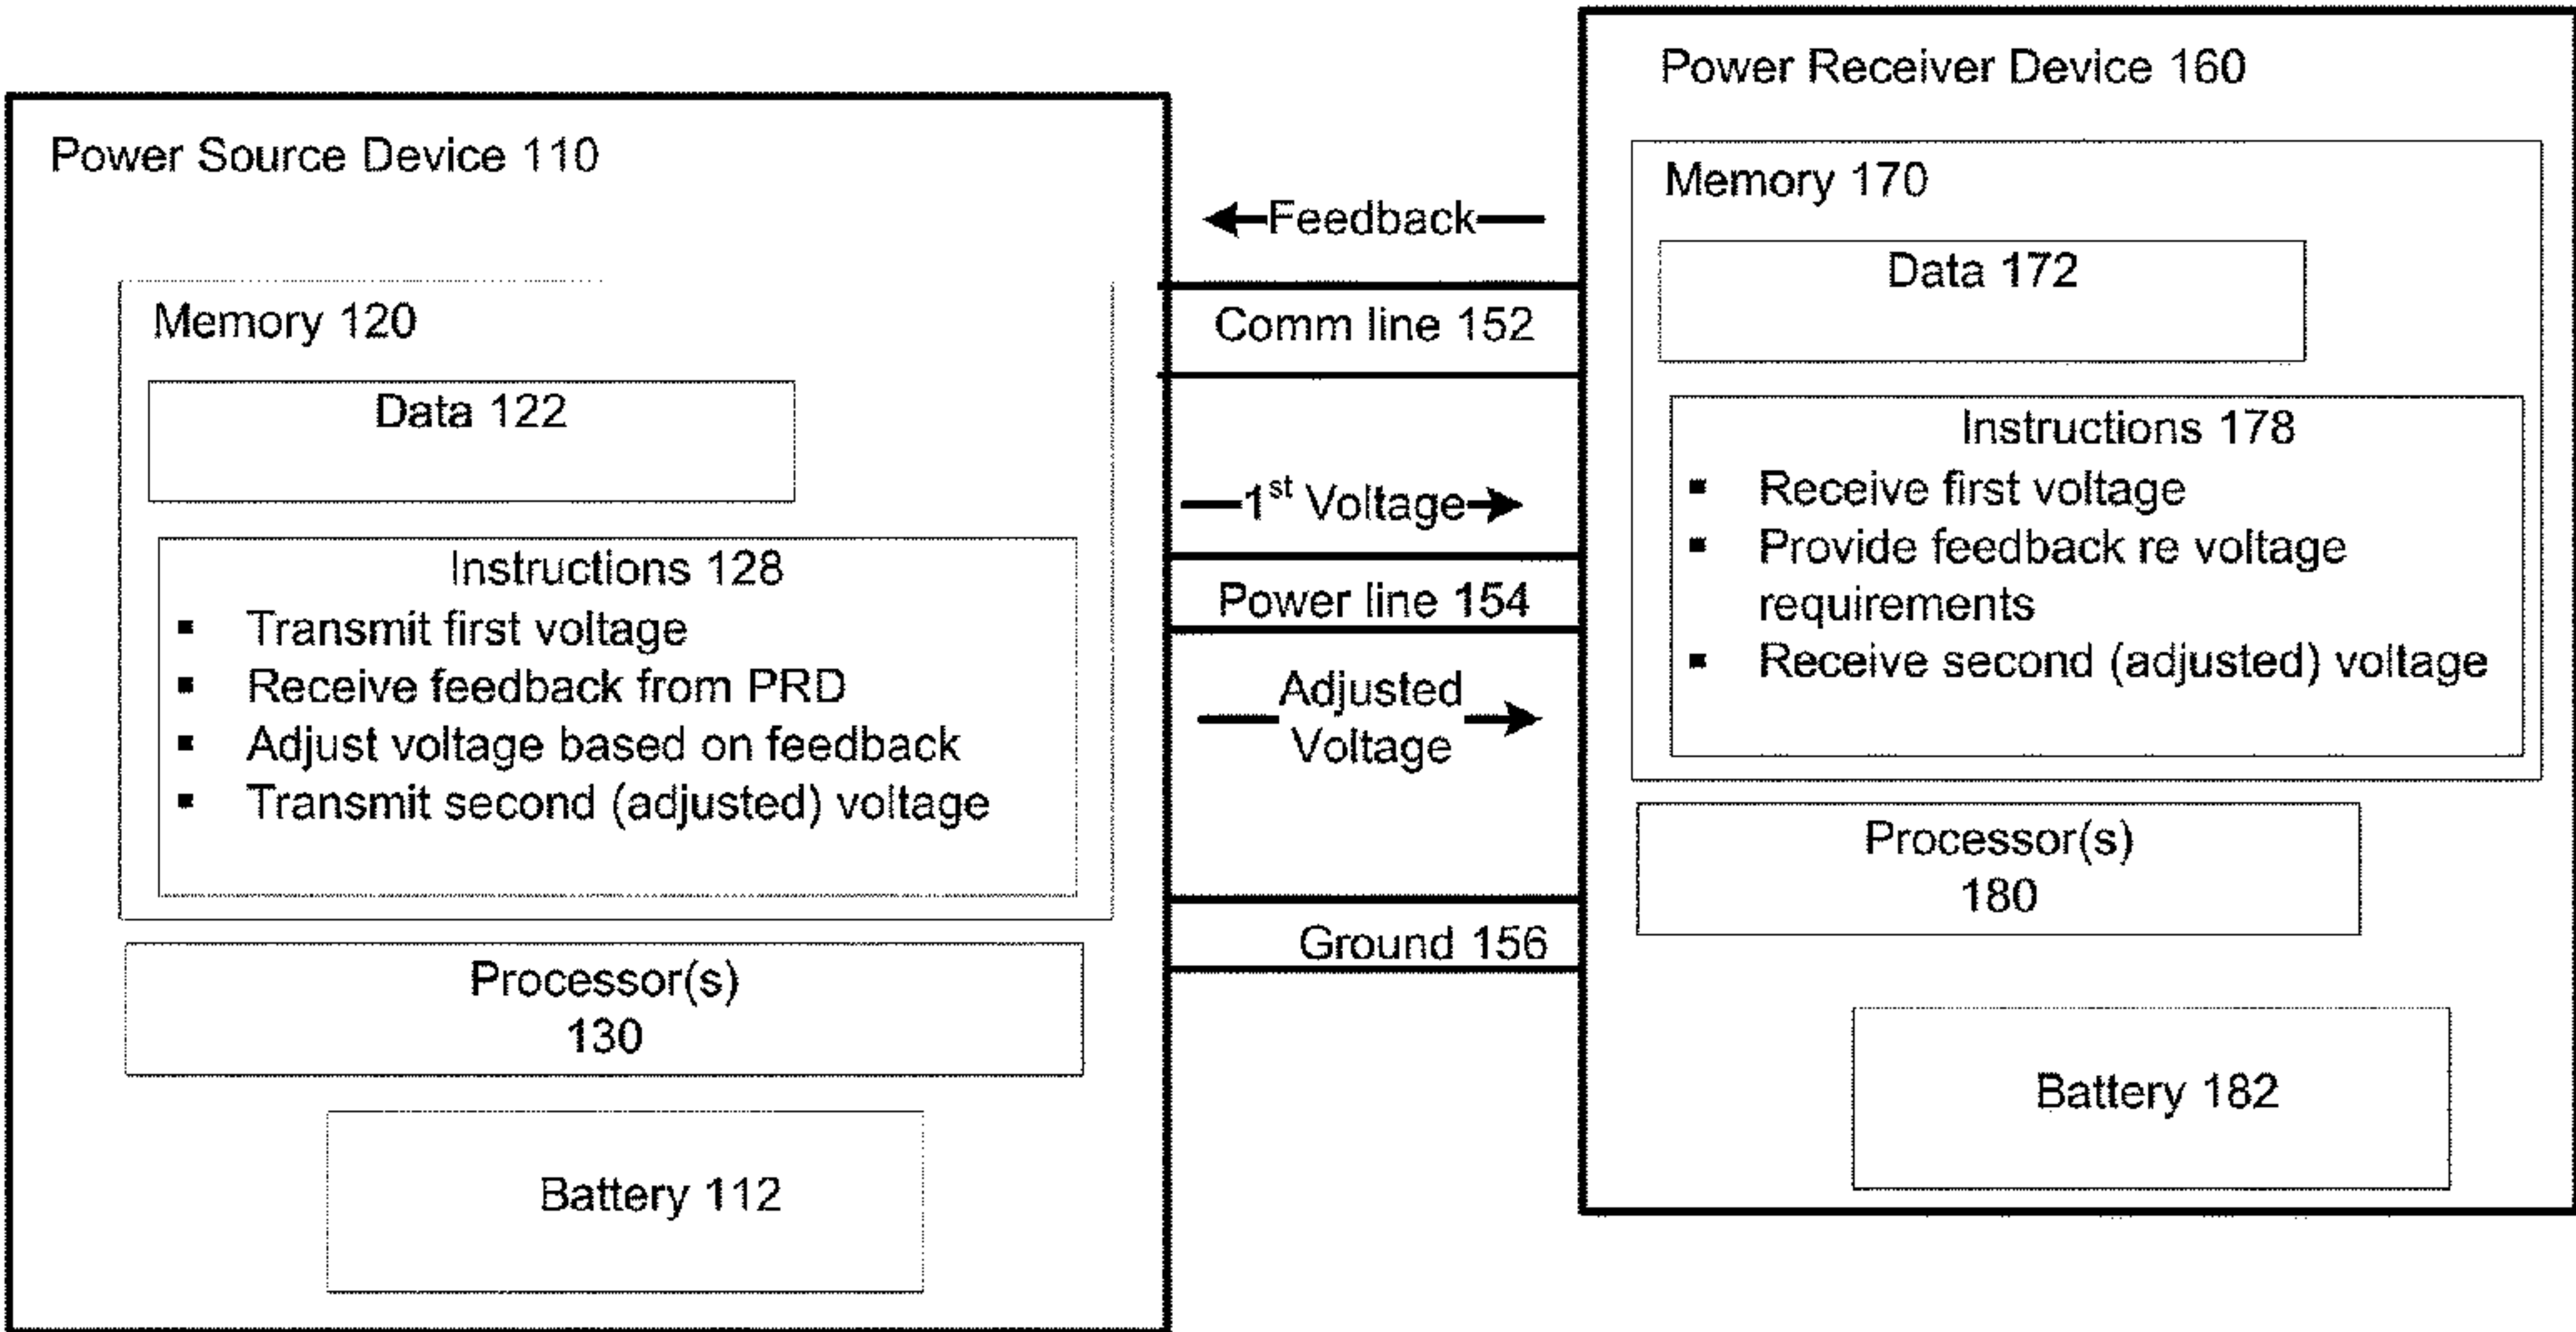 Power Source Device 110
Memory 120
Data 122
Instructions 128
▪ Transmit first voltage
▪ Receive feedback from PRD
▪ Adjust voltage based on feedback
▪ Transmit second (adjusted) voltage
Processor(s)
130
Battery 112
Feedback
Comm line 152
1st Voltage
Power line 154
Adjusted
Voltage
Ground 156
Power Receiver Device 160
Memory 170
Data 172
Instructions 178
▪ Receive first voltage
▪ Provide feedback re voltage
requirements
▪ Receive second (adjusted) voltage
Processor(s)
180
Battery 182